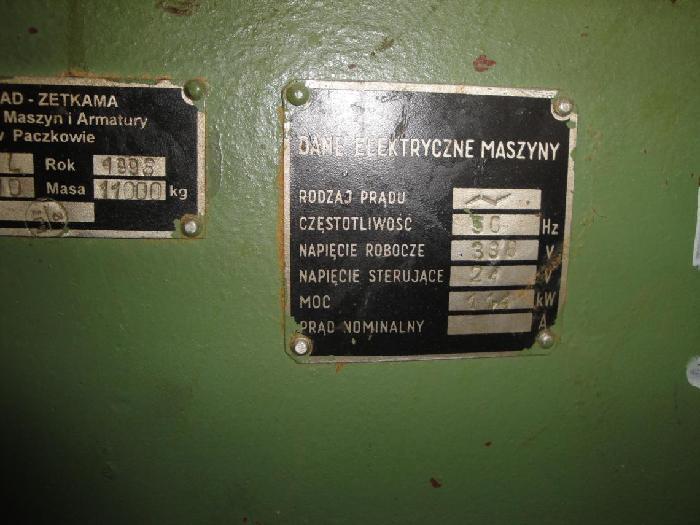 AD - ZETKAMA
Maszyn i Armatury
w Paczkowie
L Rok
0 Masa 11000 kg
DANE ELEKTRYCZNE MASZYNY
RODZAJ PRĄDU
CZĘSTOTLIWOŚĆ 50 Hz
NAPIĘCIE ROBOCZE 380 V
NAPIĘCIE STERUJĄCE 24 V
MOC kW
PRĄD NOMINALNY A